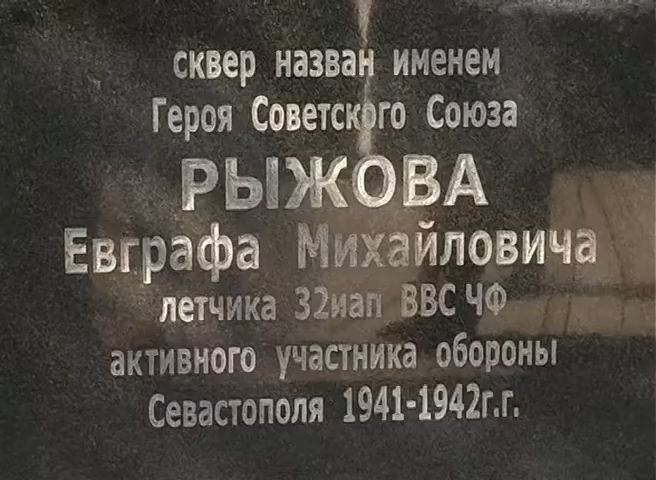 сквер назван именем
Героя Советского Союза
РЫЖОВА
Евграфа Михайловича
летчика 32иап ВВС ЧФ
активного участника обороны
Севастополя 1941-1942г.г.